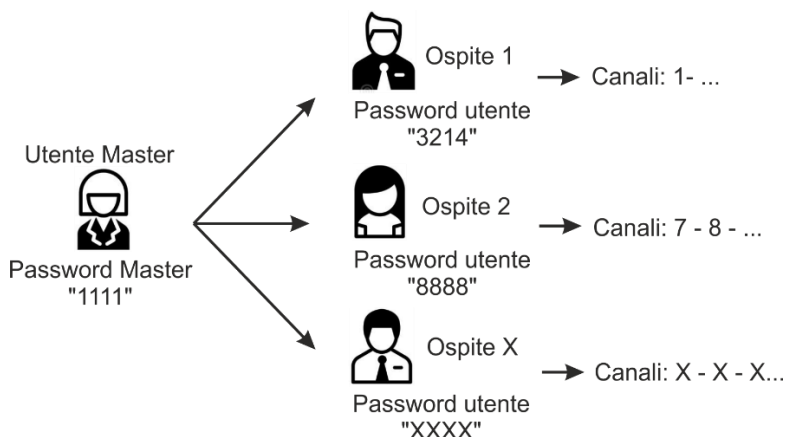 Utente Master
Password Master
"1111"
Ospite 1
Password utente
"3214"
Canali: 1- ...
Ospite 2
Password utente
"8888"
Canali: 7 - 8 - ...
Ospite X
Password utente
"XXXX"
Canali: X - X - X...